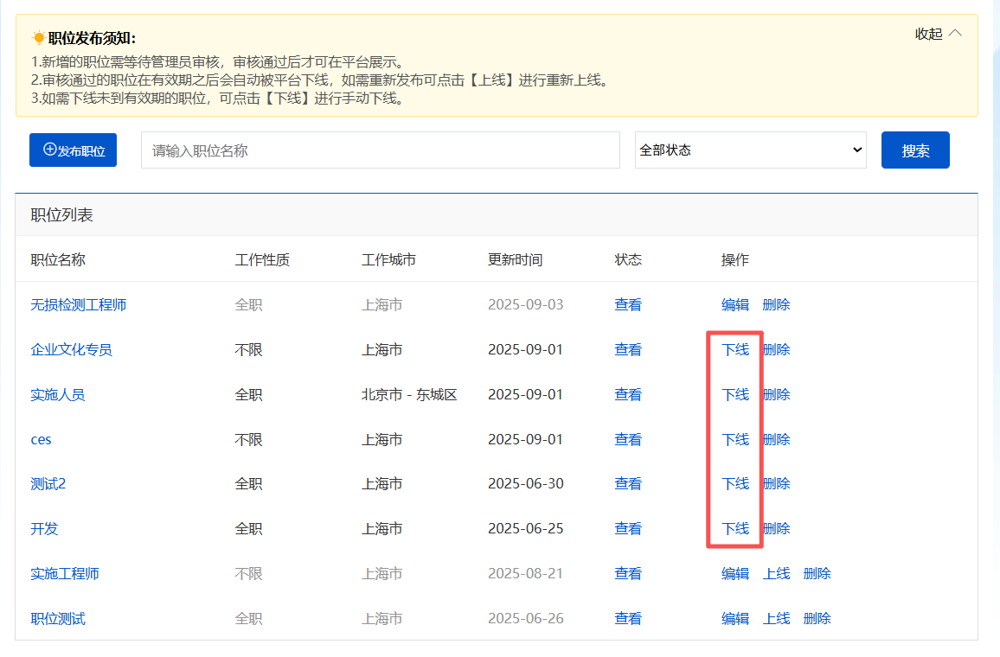 职位发布须知：
收起
1.新增的职位需等待管理员审核，审核通过后才可在平台展示。
2.审核通过的职位在有效期之后会自动被平台下线，如需重新发布可点击【上线】进行重新上线。
3.如需下线未到有效期的职位，可点击【下线】进行手动下线。
发布职位 请输入职位名称 全部状态 搜索
职位列表
职位名称 工作性质 工作城市 更新时间 状态 操作
无损检测工程师 全职 上海市 2025-09-03 查看 编辑 删除
企业文化专员 不限 上海市 2025-09-01 查看 下线 删除
实施人员 全职 北京市 - 东城区 2025-09-01 查看 下线 删除
ces 不限 上海市 2025-09-01 查看 下线 删除
测试2 全职 上海市 2025-06-30 查看 下线 删除
开发 全职 上海市 2025-06-25 查看 下线 删除
实施工程师 不限 上海市 2025-08-21 查看 编辑 上线 删除
职位测试 全职 上海市 2025-06-26 查看 编辑 上线 删除